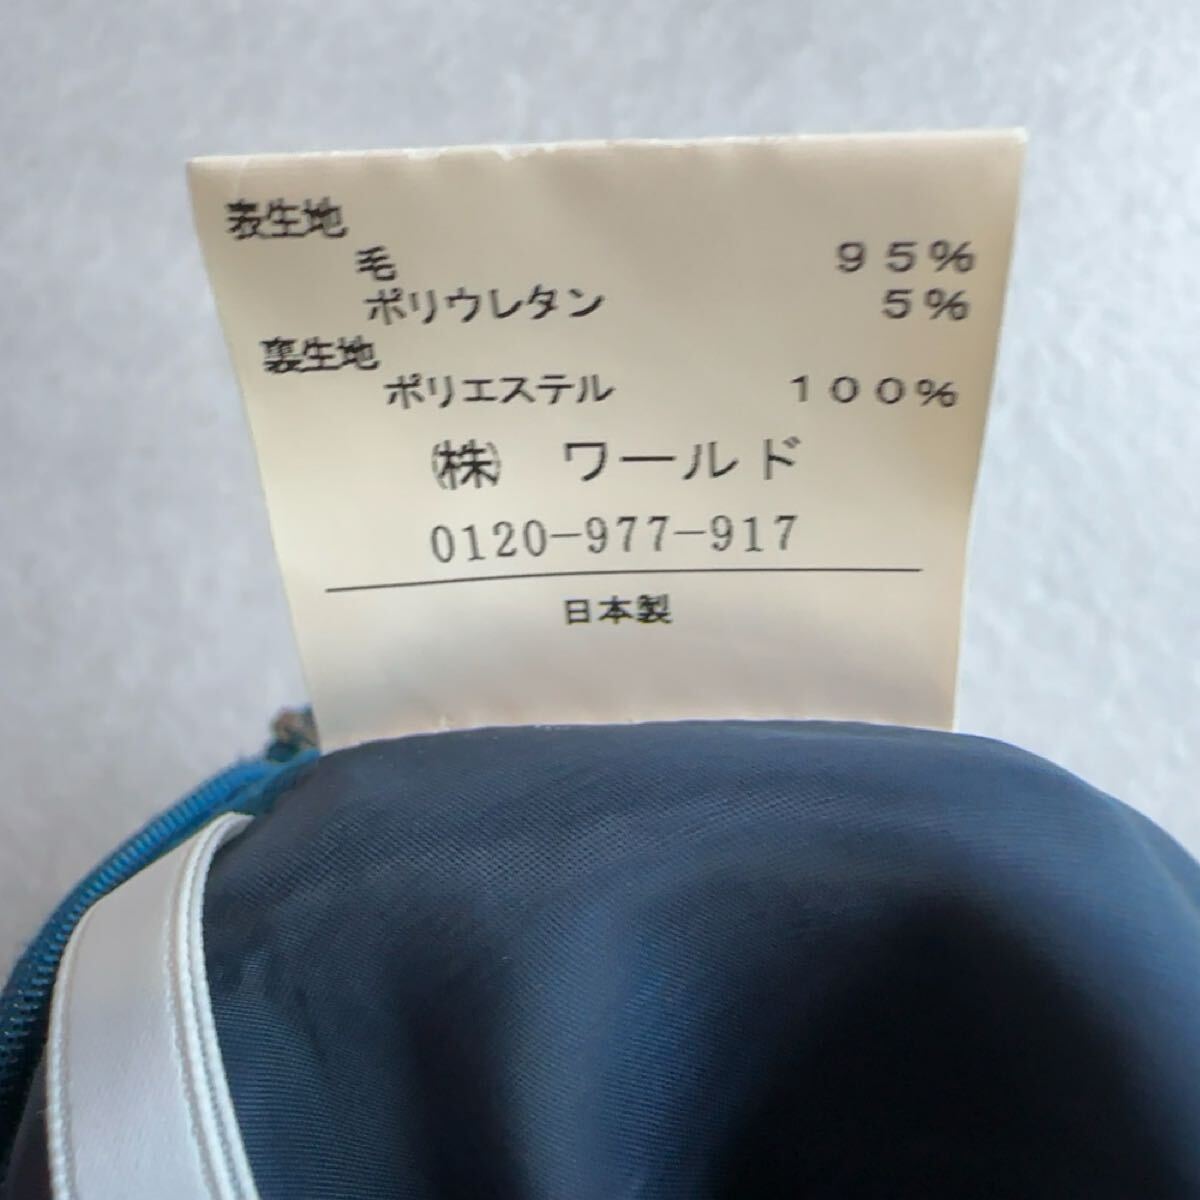 表生地
毛 95%
ポリウレタン 5%
裏生地
ポリエステル 100%
㈱ ワールド
0120-977-917
日本製